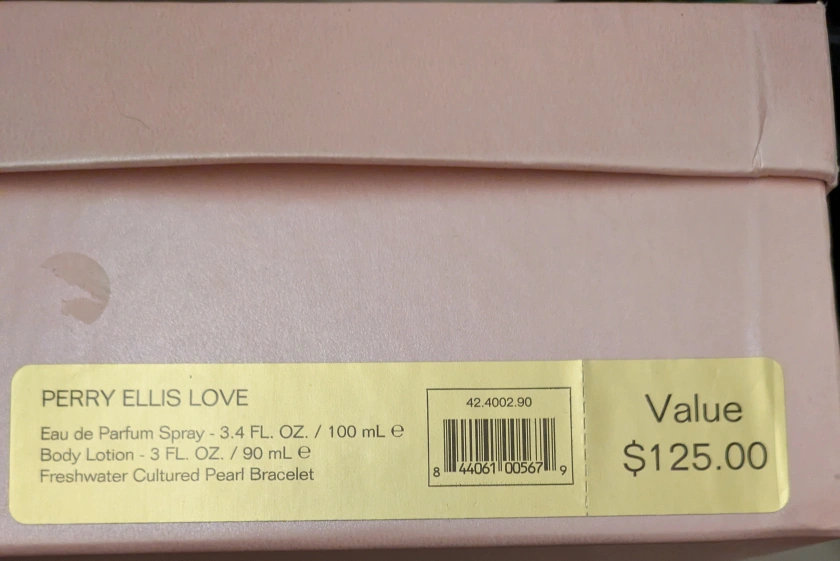 PERRY ELLIS LOVE
Eau de Parfum Spray - 3.4 FL. OZ. / 100 mL ℮
Body Lotion - 3 FL. OZ. / 90 mL ℮
Freshwater Cultured Pearl Bracelet
42.4002.90
8 44061 00567 9
Value
$125.00